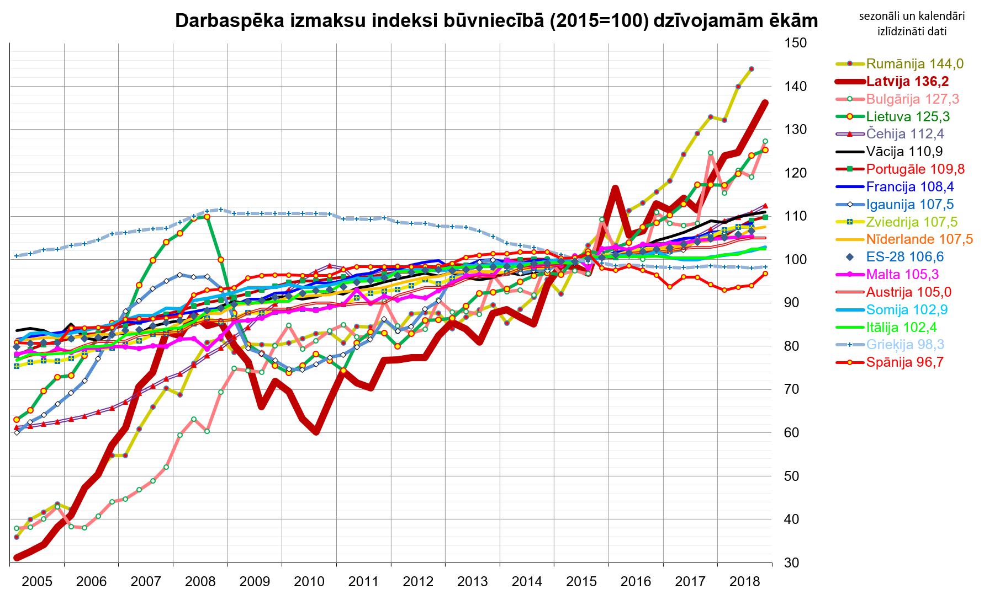 Darbaspēka izmaksu indeksi būvniecībā (2015=100) dzīvojamām ēkām
sezonāli un kalendāri
izlīdzināti dati
150
140
130
120
110
100
90
80
70
60
50
40
30
Rumānija 144,0
Latvija 136,2
Bulgārija 127,3
Lietuva 125,3
Čehija 112,4
Vācija 110,9
Portugāle 109,8
Francija 108,4
Igaunija 107,5
Zviedrija 107,5
Nīderlande 107,5
ES-28 106,6
Malta 105,3
Austrija 105,0
Somija 102,9
Itālija 102,4
Grieķija 98,3
Spānija 96,7
2005 2006 2007 2008 2009 2010 2011 2012 2013 2014 2015 2016 2017 2018